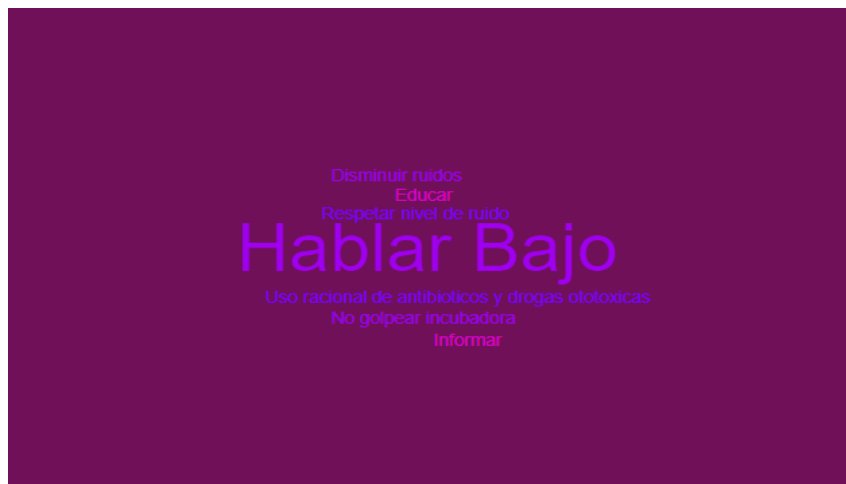 Disminuir ruidos
Educar
Respetar nivel de ruido
Hablar Bajo
Uso racional de antibioticos y drogas ototoxicas
No golpear incubadora
Informar